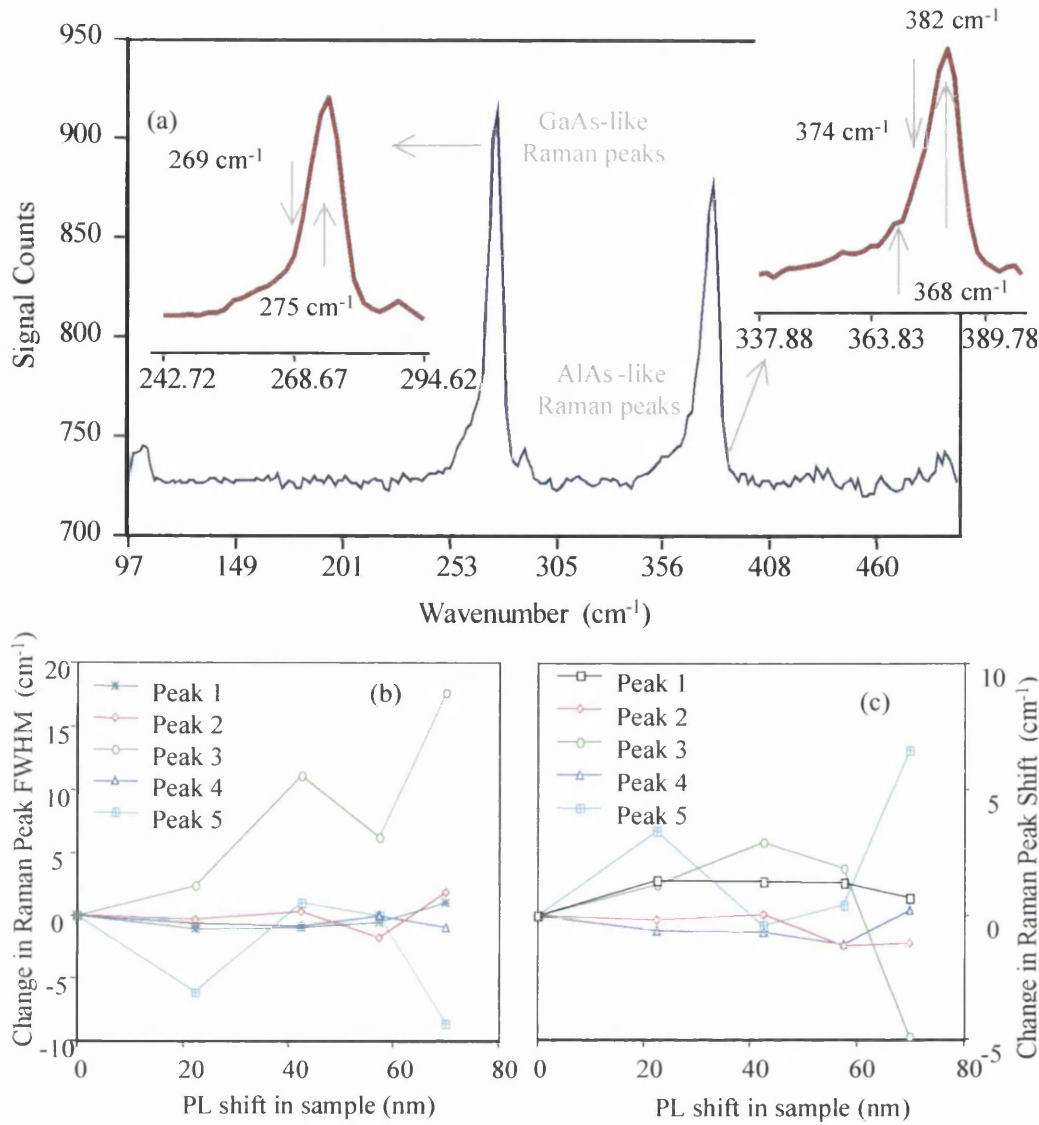 950
900
850
800
750
700
Signal Counts
(a)
269 cm⁻¹
275 cm⁻¹
242.72 268.67 294.62
GaAs-like
Raman peaks
AlAs-like
Raman peaks
382 cm⁻¹
374 cm⁻¹
368 cm⁻¹
337.88 363.83 389.78
97 149 201 253 305 356 408 460
Wavenumber (cm⁻¹)
Change in Raman Peak FWHM (cm⁻¹)
20
15
10
5
0
-5
-10
(b)
Peak 1
Peak 2
Peak 3
Peak 4
Peak 5
0 20 40 60 80
PL shift in sample (nm)
(c)
Peak 1
Peak 2
Peak 3
Peak 4
Peak 5
10
5
0
-5
Change in Raman Peak Shift (cm⁻¹)
0 20 40 60 80
PL shift in sample (nm)